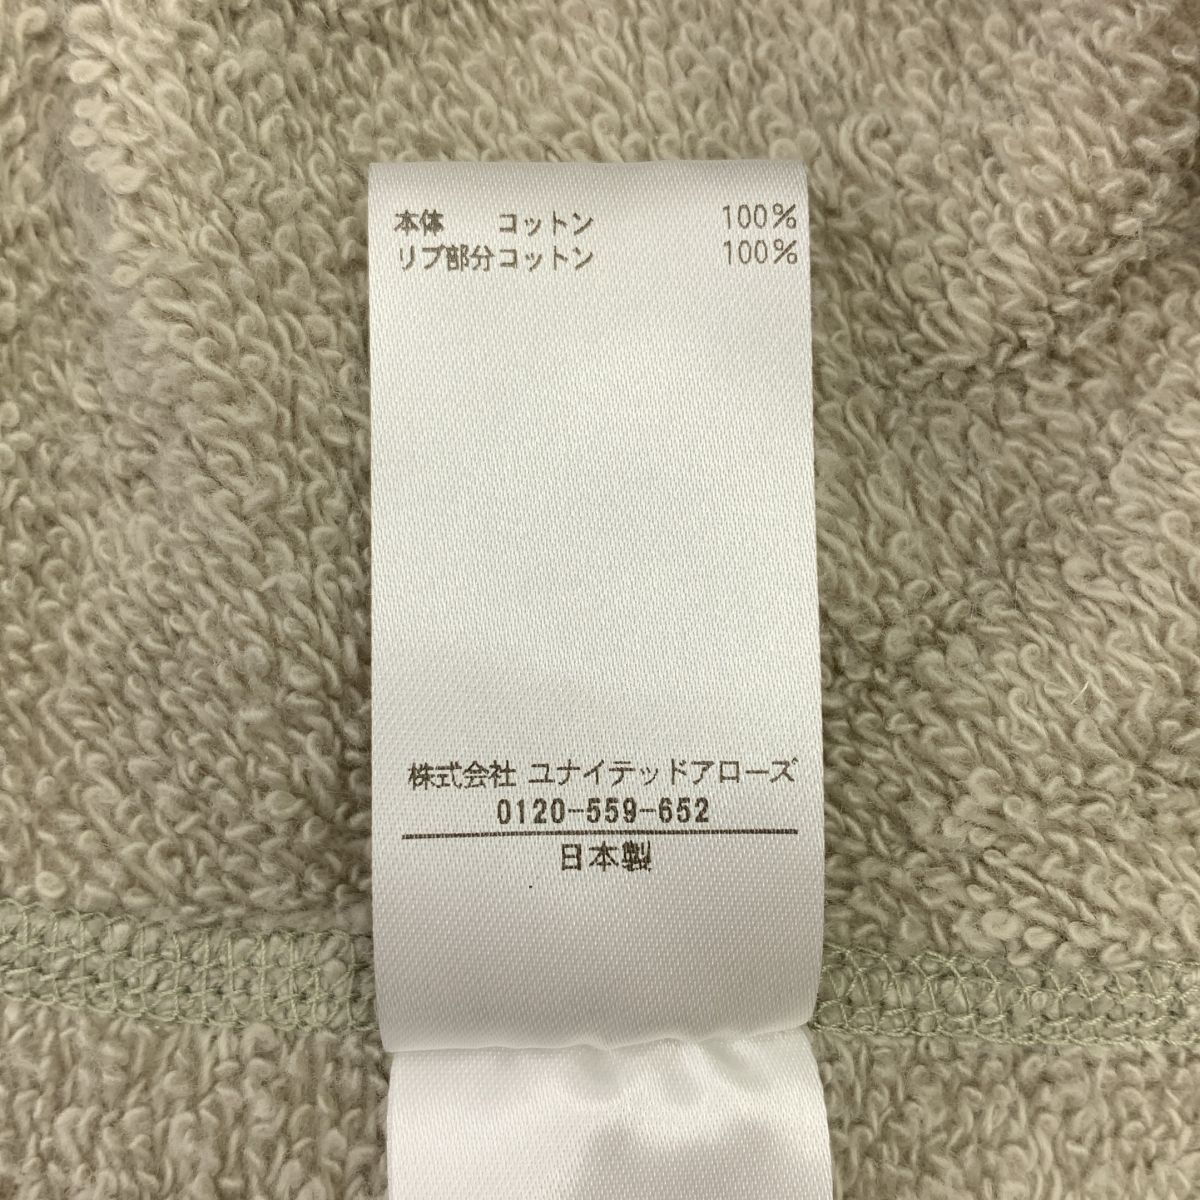 本体 コットン 100%
リブ部分コットン 100%
株式会社 ユナイテッドアローズ
0120-559-652
日本製